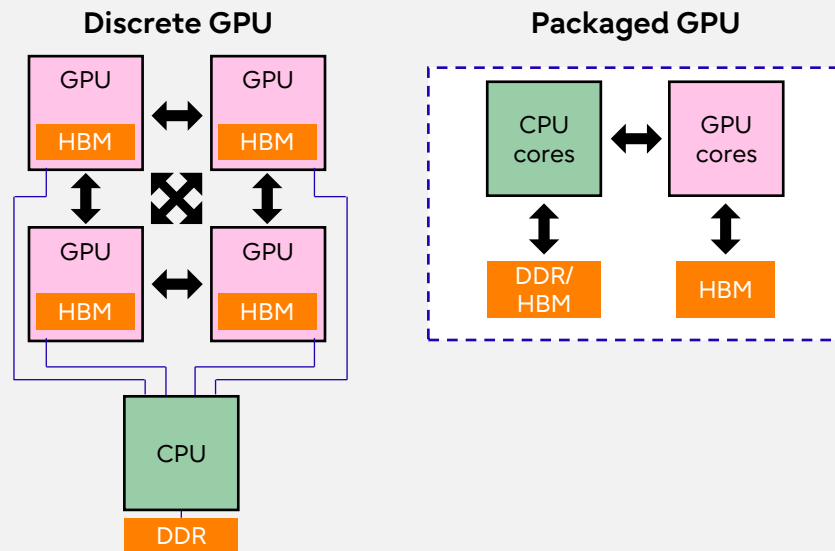 Discrete GPU
GPU
HBM
GPU
HBM
GPU
HBM
GPU
HBM
CPU
DDR
Packaged GPU
CPU
cores
GPU
cores
DDR/
HBM
HBM